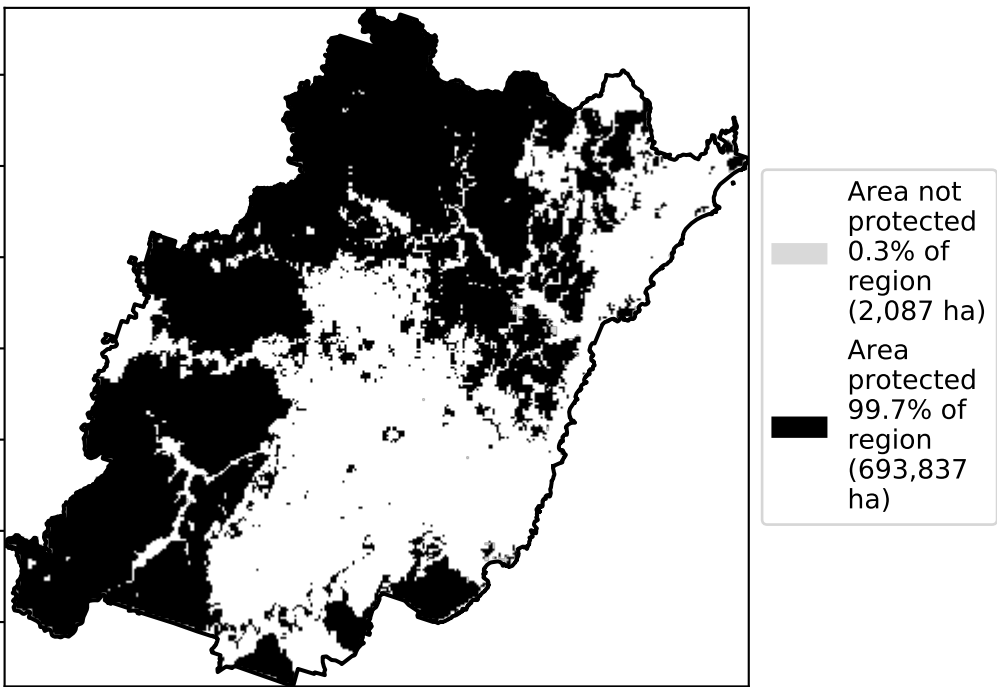 Area not
protected
0.3% of
region
(2,087 ha)
Area
protected
99.7% of
region
(693,837
ha)